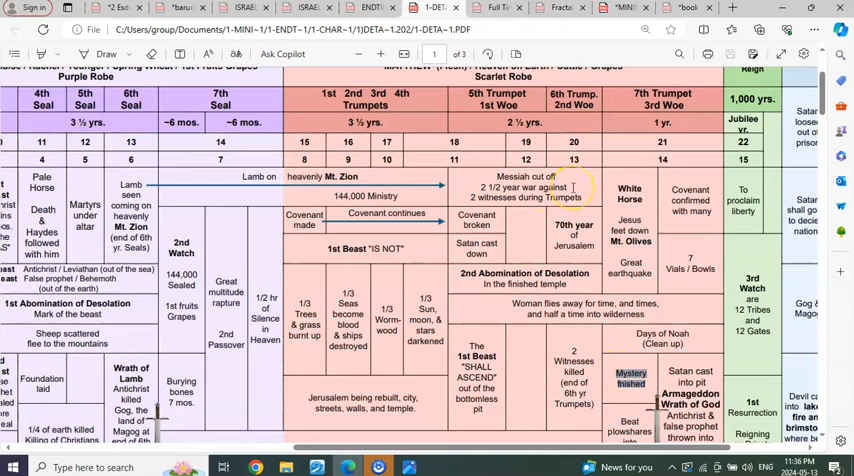 Sign in
*2 Esdi
*baruc
ISRAEL
ISRAEL
ENDTIN
1-DETA
Full Tim
Fractal
*MINIS
*book
File
C:/Users/group/Documents/1-MINI~1/ENDT~1/1-CHAR~1/1)DETA~1.202/1-DETA~1.PDF
Draw
Ask Copilot
1
of 3
Purple Robe
Scarlet Robe
Reign
4th
Seal
5th
Seal
6th
Seal
7th
Seal
1st 2nd 3rd 4th
Trumpets
5th Trumpet
1st Woe
6th Trump.
2nd Woe
7th Trumpet
3rd Woe
1,000 yrs.
3 ½ yrs.
~6 mos.
~6 mos.
3 ½ yrs.
2 ½ yrs.
1 yr.
Jubilee
yr.
0 11 12 13 14 15 16 17 18 19 20 21 22
4 5 6 7 8 9 10 11 12 13 14 15
Satan
loosed
out of
prison
Pale
Horse
Death
&
Haydes
followed
with him
Martyrs
under
altar
Lamb
seen
coming on
heavenly
Mt. Zion
(end of 6th
yr. Seals)
Lamb on heavenly Mt. Zion
144,000 Ministry
Messiah cut off
2 1/2 year war against
2 witnesses during Trumpets
White
Horse
Jesus
feet down
Mt. Olives
Great
earthquake
Covenant
confirmed
with many
7
Vials / Bowls
To
proclaim
liberty
Satan
shall go
to decie
nation
2nd
Watch
144,000
Sealed
1st fruits
Grapes
Great
multitude
rapture
2nd
Passover
1/2 hr
of
Silence
in
Heaven
Covenant
made
Covenant continues
Covenant
broken
Satan cast
down
70th year
of
Jerusalem
1st Beast "IS NOT"
Antichrist / Leviathan (out of the sea)
False prophet / Behemoth
(out of the earth)
1st Abomination of Desolation
Mark of the beast
Sheep scattered
flee to the mountains
2nd Abomination of Desolation
In the finished temple
Woman flies away for time, and times,
and half a time into wilderness
1/3
Trees
& grass
burnt up
1/3
Seas
become
blood
& ships
destroyed
1/3
Worm-
wood
1/3
Sun,
moon, &
stars
darkened
3rd
Watch
are
12 Tribes
and
12 Gates
Gog &
Magog
Days of Noah
(Clean up)
Foundation
laid
Wrath of
Lamb
Antichrist
killed
Gog, the
land of
Magog at
end of 6th
Burying
bones
7 mos.
1/4 of earth killed
Killing of Christians
Jerusalem being rebuilt, city,
streets, walls, and temple.
The
1st Beast
"SHALL
ASCEND"
out of the
bottomless
pit
2
Witnesses
killed
(end of
6th yr
Trumpets)
Mystery
fnished
Beat
plowshares
into
Satan cast
into pit
Armageddon
Wrath of God
Antichrist &
false prophet
thrown into
1st
Resurrection
Reigning
Devil ca
into lake
fire an
brimsto
where be
Type here to search
News for you
ENG
11:36 PM
2024-05-13